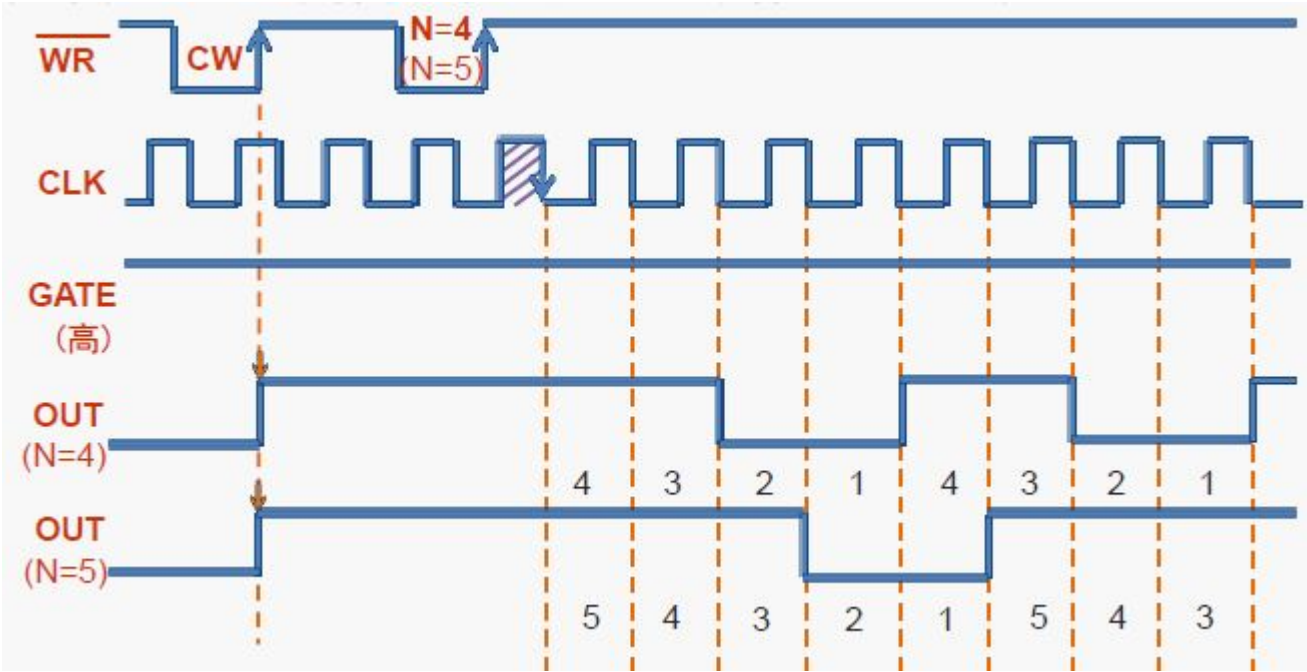 WR
CW
N=4
(N=5)
CLK
GATE
(高)
OUT
(N=4)
4 3 2 1 4 3 2 1
OUT
(N=5)
5 4 3 2 1 5 4 3